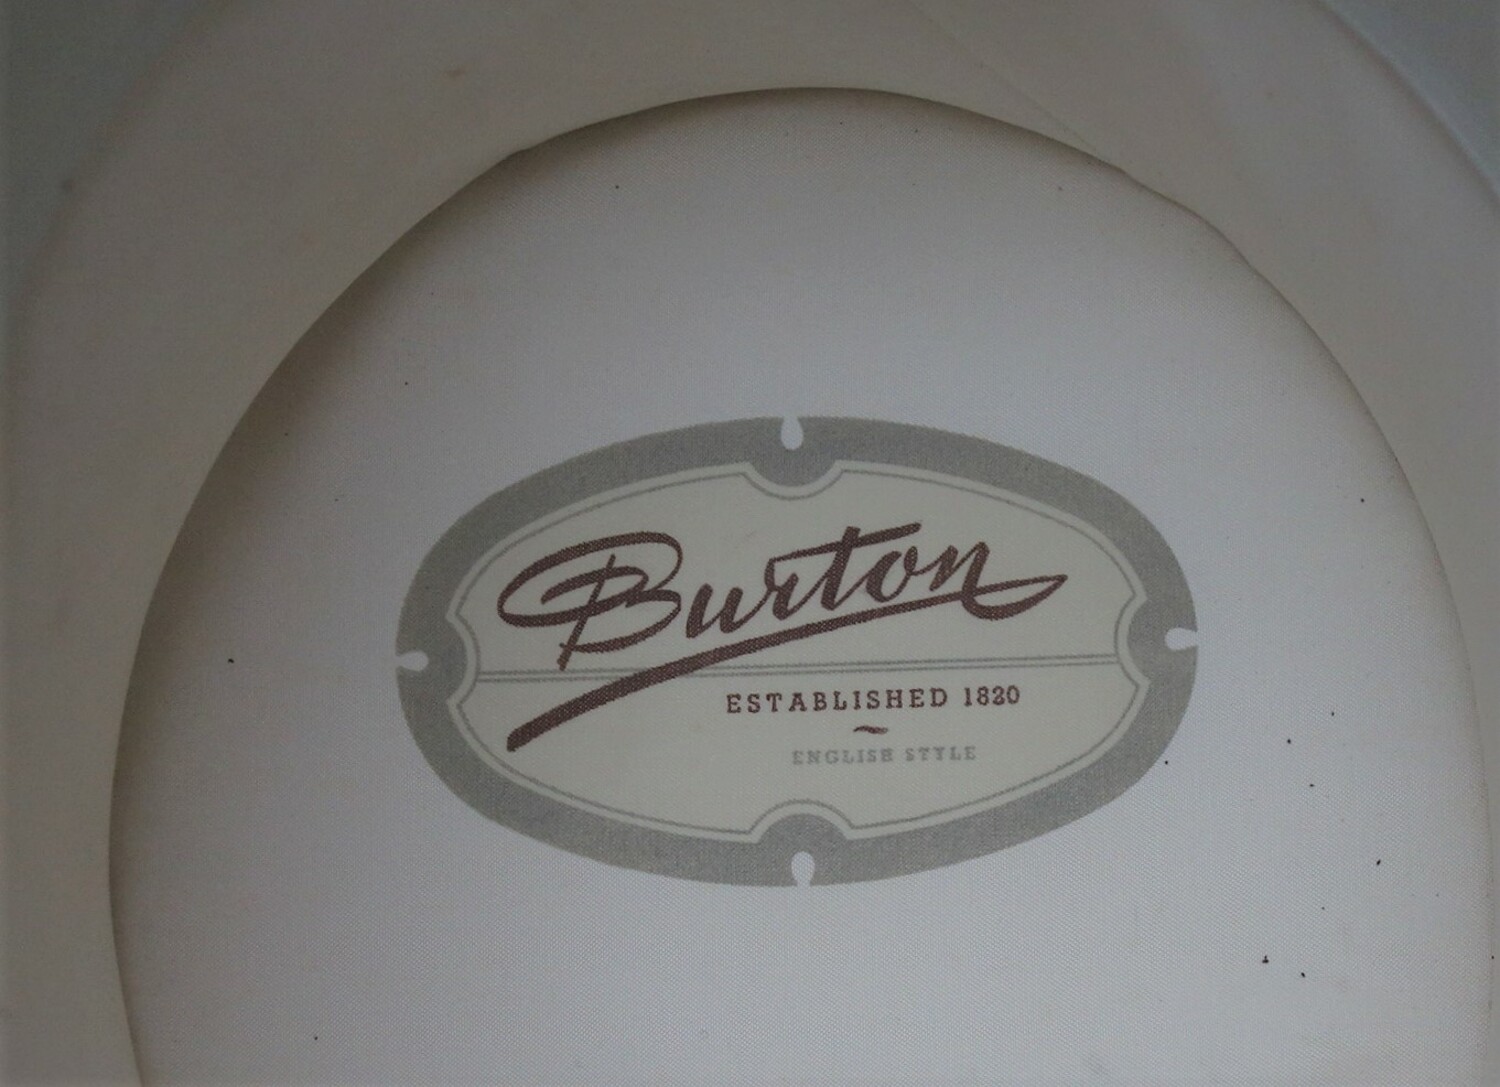 Burton
ESTABLISHED 1820
~
ENGLISH STYLE